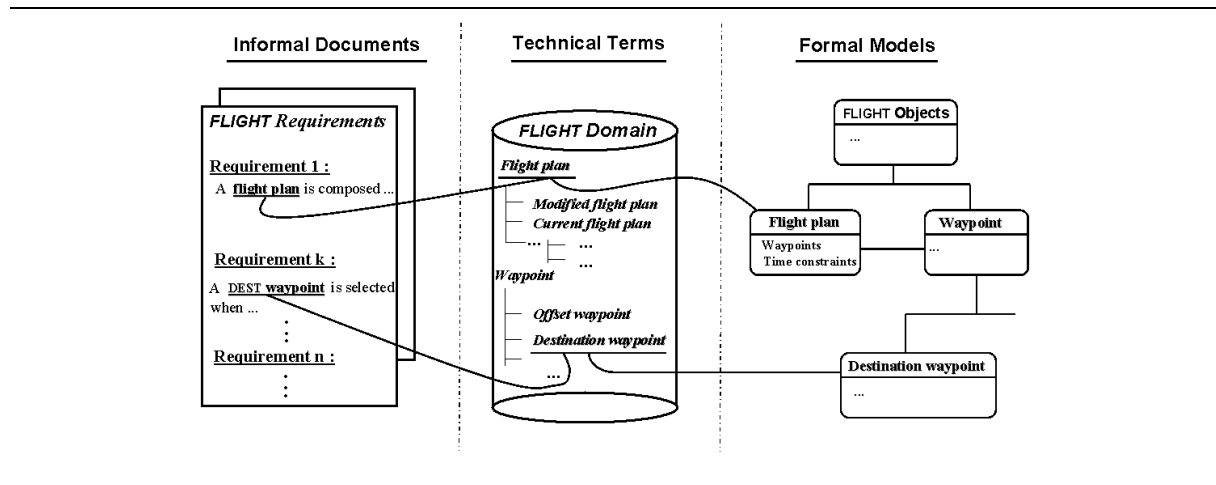 Informal Documents
Technical Terms
Formal Models
FLIGHT Requirements
Requirement 1 :
A flight plan is composed ...
Requirement k :
A DEST waypoint is selected
when ...
Requirement n :
FLIGHT Domain
Flight plan
Modified flight plan
Current flight plan
... ...
...
Waypoint
Offset waypoint
Destination waypoint
...
FLIGHT Objects
...
Flight plan
Waypoints
Time constraints
Waypoint
...
Destination waypoint
...